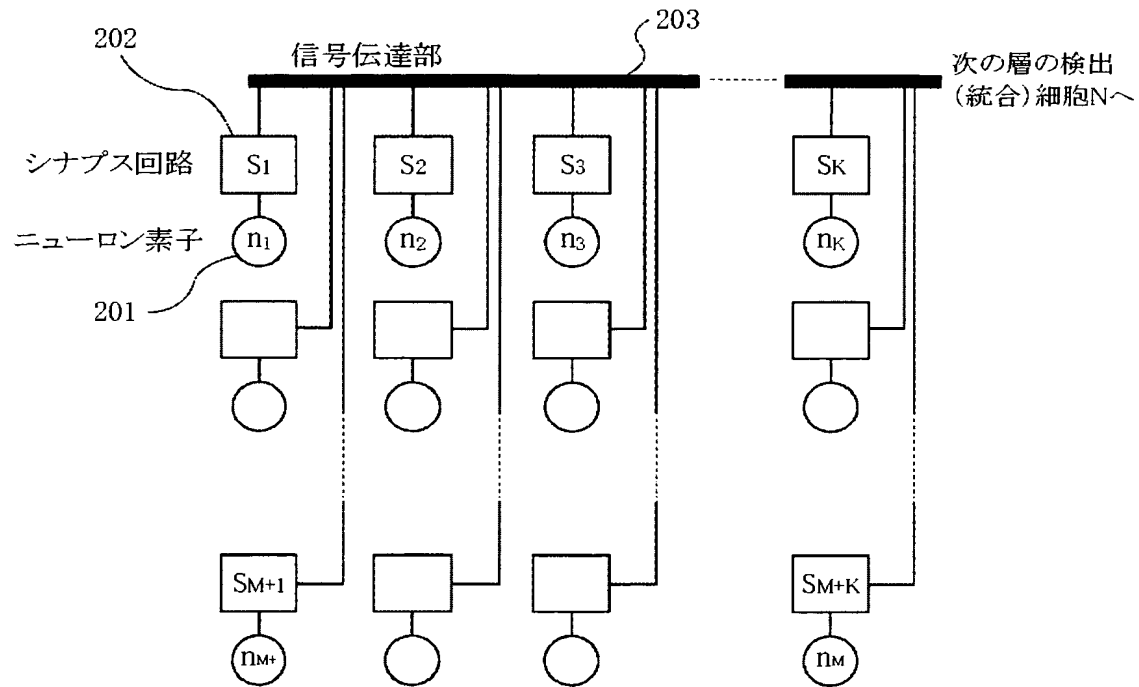 203
202
信号伝達部
次の層の検出
(統合)細胞Nへ
シナプス回路
S1
S2
S3
SK
ニューロン素子
n1
n2
n3
nK
201
SM+1
SM+K
nM+
nM